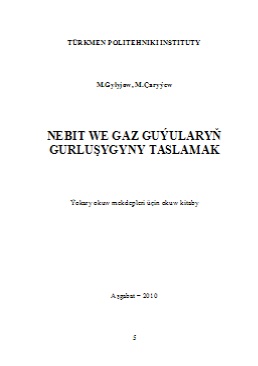 TÜRKMEN POLITEHNIKI INSTITUTY
M.Gylyjow, M.Çaryýew
NEBIT WE GAZ GUÝULARYŇ
GURLUŞYGYNY TASLAMAK
Ýokary okuw mekdepleri üçin okuw kitaby
Aşgabat – 2010
5